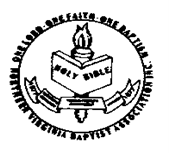 ONE LORD·ONE FAITH·ONE BAPTISM
NORTHERN VIRGINIA BAPTIST ASSOCIATION, INC.
HOLY BIBLE